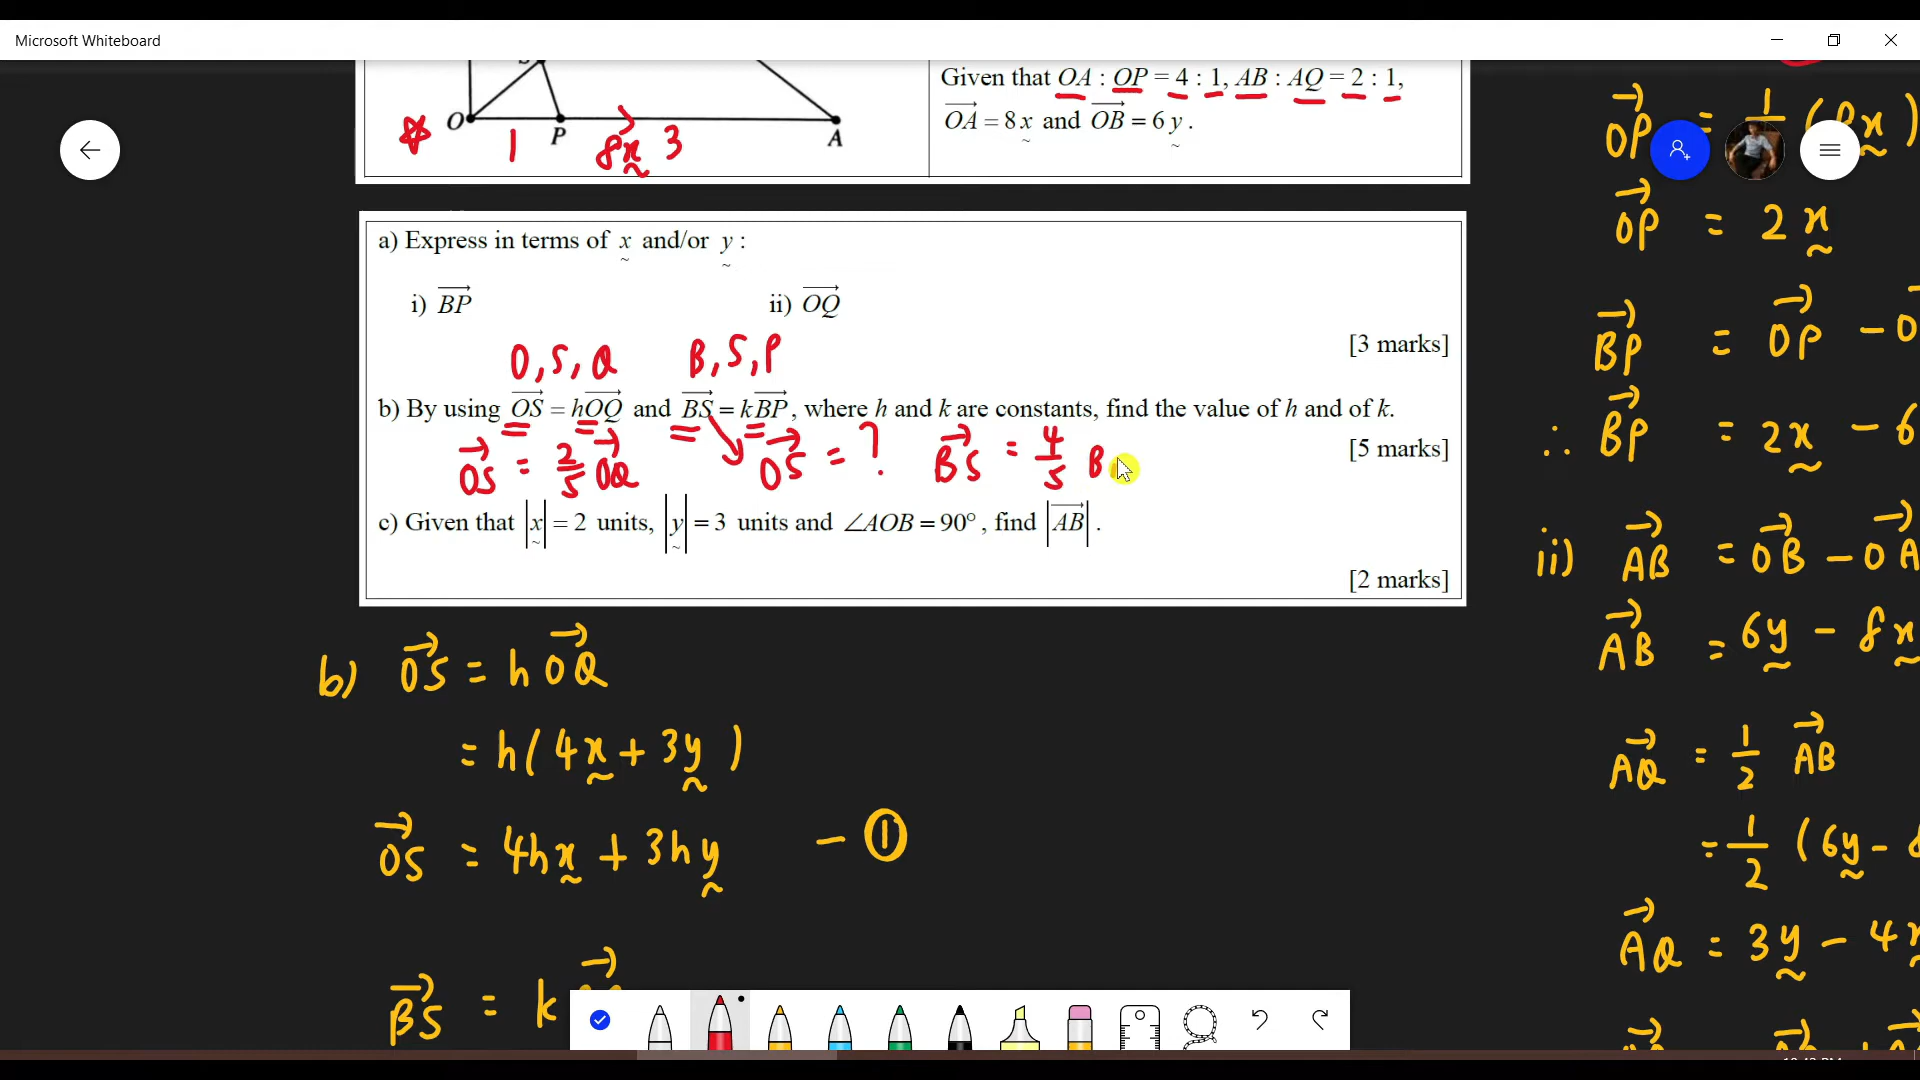 Microsoft Whiteboard
Given that OA : OP = 4 : 1, AB : AQ = 2 : 1,
OA = 8x and OB = 6y .
O
P
A
1
8x
3
a) Express in terms of x and/or y :
i) BP ii) OQ
[3 marks]
O, S, Q B, S, P
b) By using OS = hOQ and BS = kBP , where h and k are constants, find the value of h and of k.
[5 marks]
OS = 2/5 OQ OS = ? BS = 4/5 B
c) Given that |x| = 2 units, |y| = 3 units and ∠AOB = 90° , find |AB| .
[2 marks]
b) OS = h OQ
= h( 4x + 3y )
OS = 4hx + 3hy - ①
BS = k
OP = 1
OP = 2x
BP = OP - O
∴ BP = 2x - 6
ii) AB = OB - OA
AB = 6y - 8x
AQ = 1/2 AB
= 1/2 (6y -
AQ = 3y - 4x